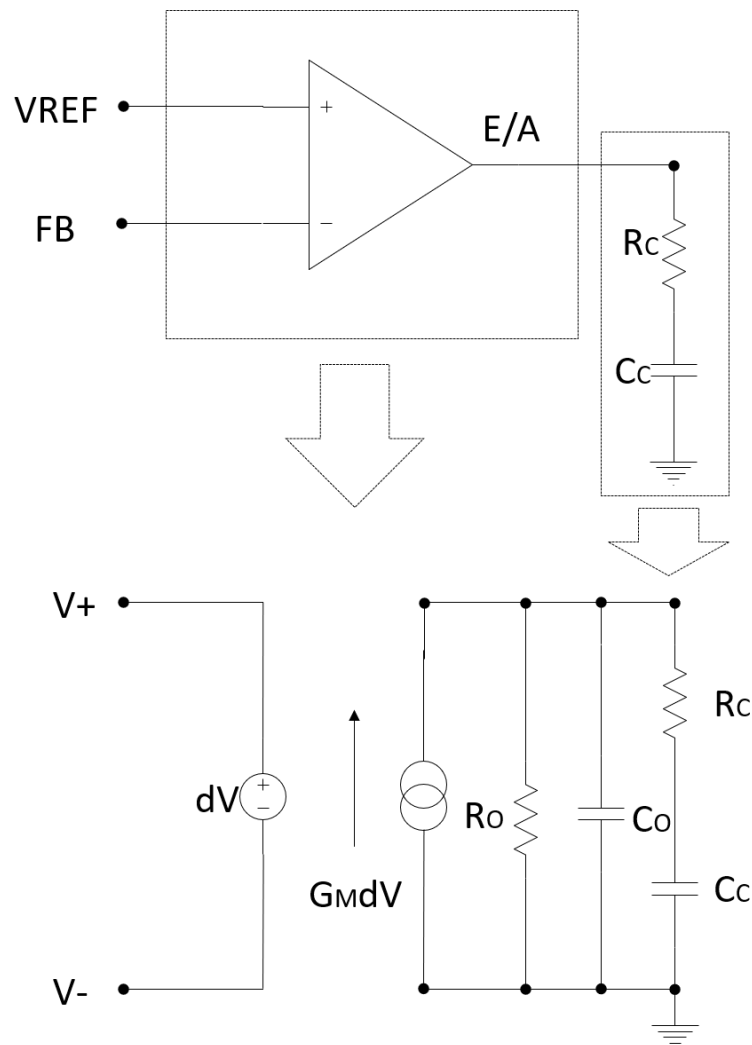 VREF
+
E/A
FB
−
RC
CC
V+
RC
dV
+
−
RO
CO
GMdV
CC
V-